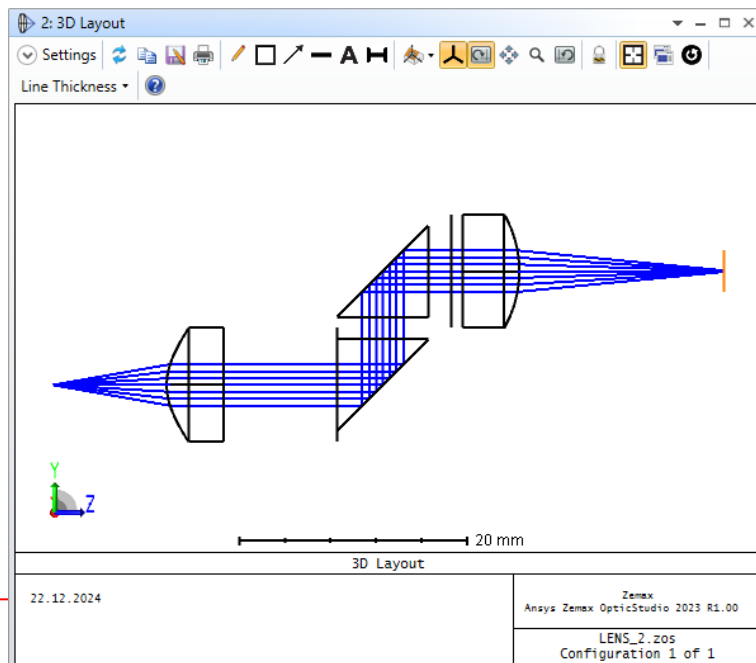 2: 3D Layout
Settings
A
Line Thickness
Y
Z
20 mm
3D Layout
22.12.2024
Zemax
Ansys Zemax OpticStudio 2023 R1.00
LENS_2.zos
Configuration 1 of 1